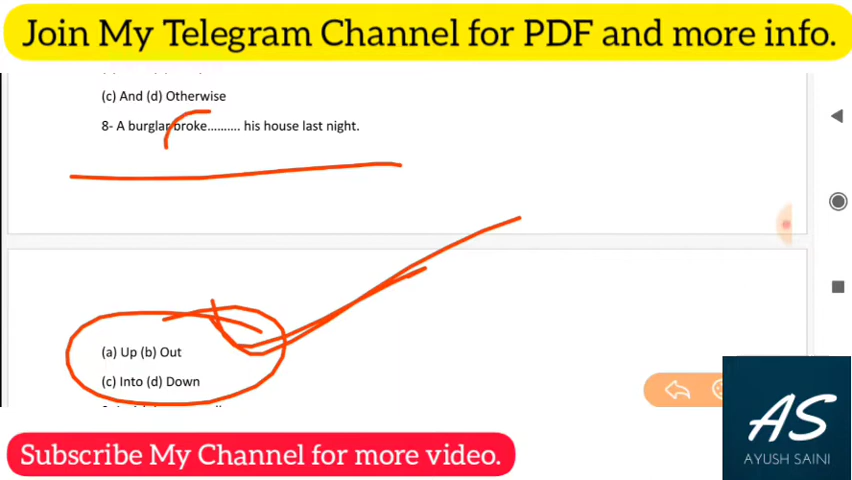 Join My Telegram Channel for PDF and more info.
(c) And (d) Otherwise
8- A burglar broke.......... his house last night.
(a) Up (b) Out
(c) Into (d) Down
Subscribe My Channel for more video.
AS
AYUSH SAINI